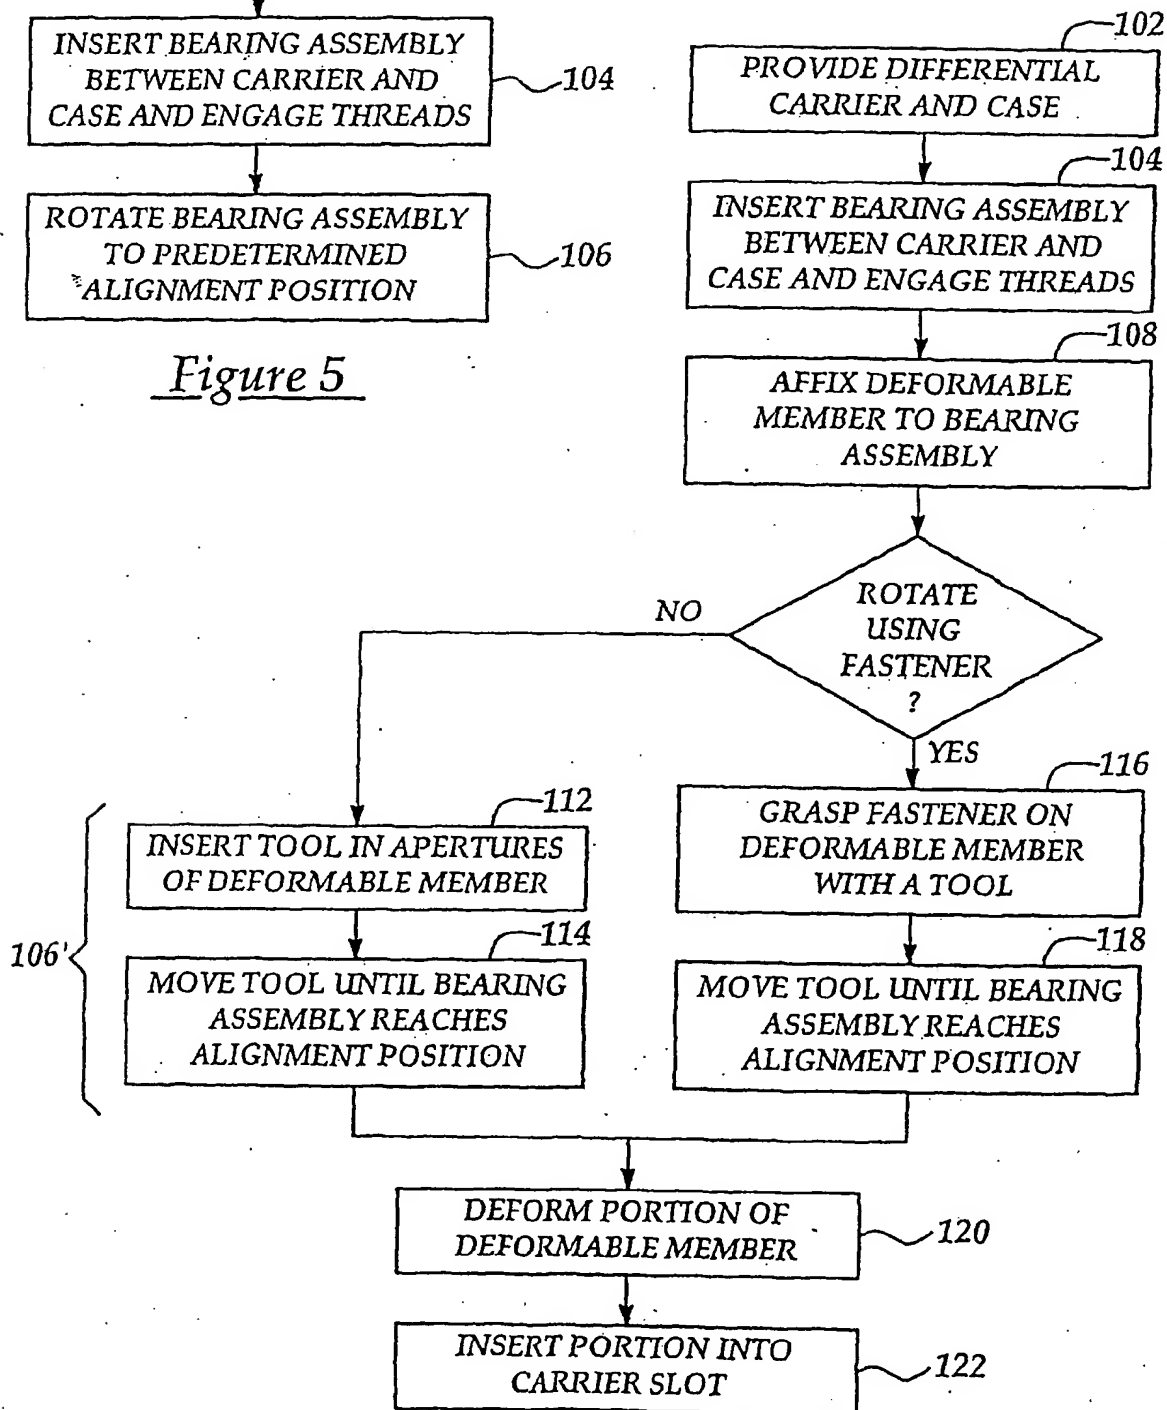 INSERT BEARING ASSEMBLY
BETWEEN CARRIER AND
CASE AND ENGAGE THREADS
104
ROTATE BEARING ASSEMBLY
TO PREDETERMINED
ALIGNMENT POSITION
106
Figure 5
102
PROVIDE DIFFERENTIAL
CARRIER AND CASE
104
INSERT BEARING ASSEMBLY
BETWEEN CARRIER AND
CASE AND ENGAGE THREADS
108
AFFIX DEFORMABLE
MEMBER TO BEARING
ASSEMBLY
ROTATE
USING
FASTENER
?
NO
YES
106'
112
INSERT TOOL IN APERTURES
OF DEFORMABLE MEMBER
114
MOVE TOOL UNTIL BEARING
ASSEMBLY REACHES
ALIGNMENT POSITION
116
GRASP FASTENER ON
DEFORMABLE MEMBER
WITH A TOOL
118
MOVE TOOL UNTIL BEARING
ASSEMBLY REACHES
ALIGNMENT POSITION
DEFORM PORTION OF
DEFORMABLE MEMBER
120
INSERT PORTION INTO
CARRIER SLOT
122